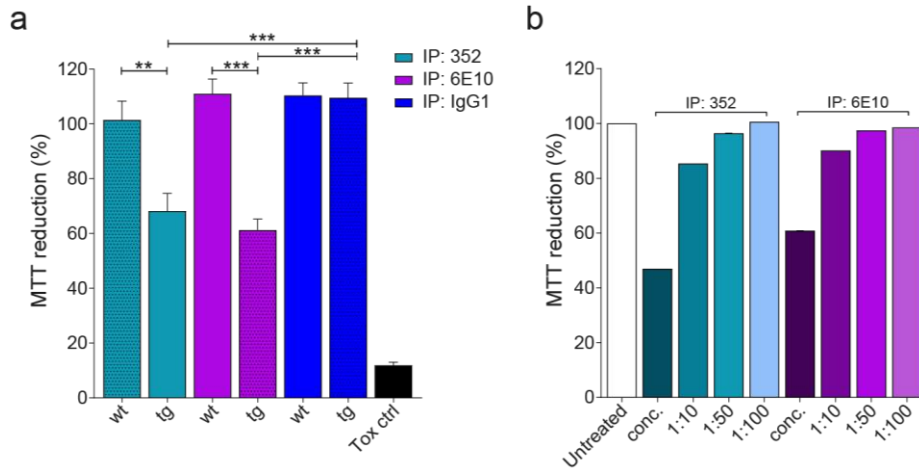 a
b
***
** *** ***
IP: 352
IP: 6E10
IP: IgG1
MTT reduction (%)
120
100
80
60
40
20
0
wt tg wt tg wt tg Tox ctrl
MTT reduction (%)
120
100
80
60
40
20
0
IP: 352 IP: 6E10
Untreated conc. 1:10 1:50 1:100 conc. 1:10 1:50 1:100